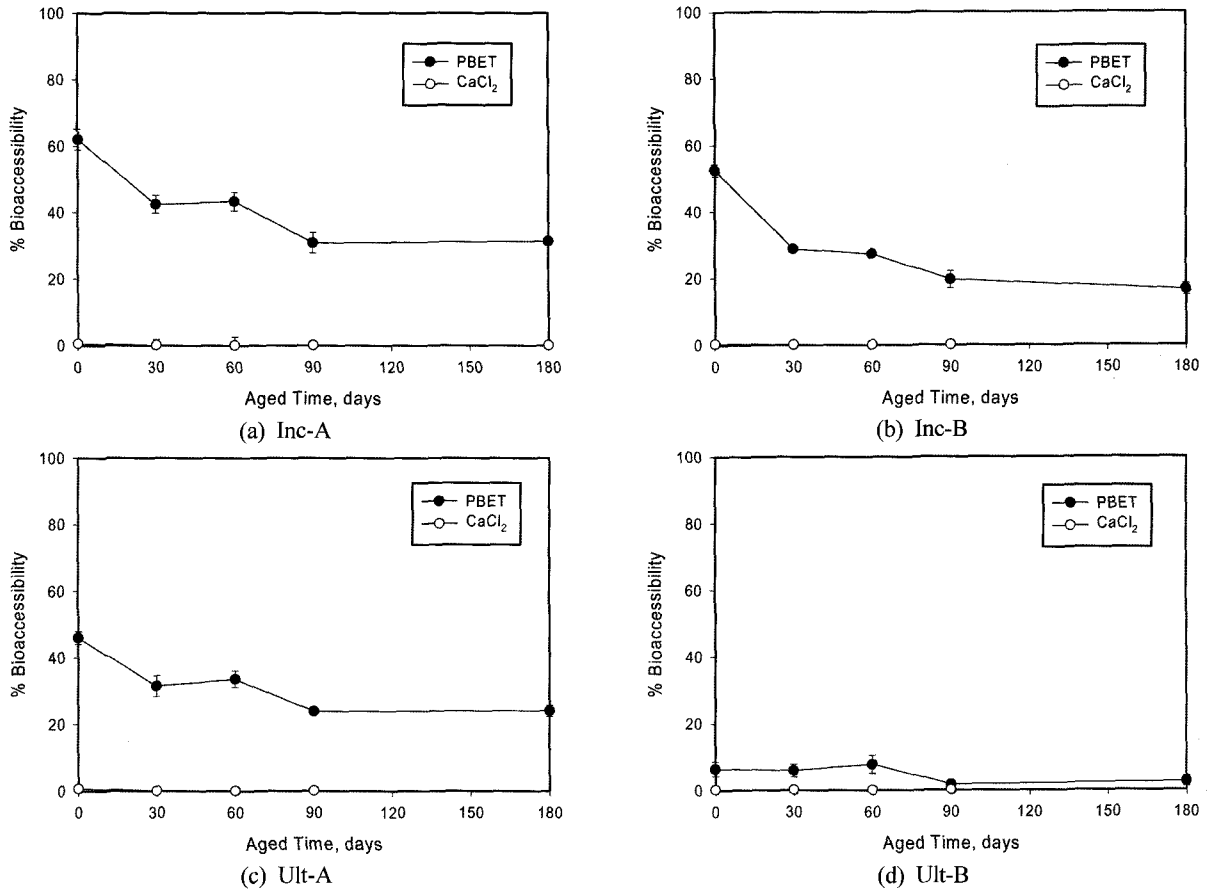 100
80
60
40
20
0
% Bioaccessibility
PBET
CaCl₂
0 30 60 90 120 150 180
Aged Time, days
(a) Inc-A
100
80
60
40
20
0
% Bioaccessibility
PBET
CaCl₂
0 30 60 90 120 150 180
Aged Time, days
(b) Inc-B
100
80
60
40
20
0
% Bioaccessibility
PBET
CaCl₂
0 30 60 90 120 150 180
Aged Time, days
(c) Ult-A
100
80
60
40
20
0
% Bioaccessibility
PBET
CaCl₂
0 30 60 90 120 150 180
Aged Time, days
(d) Ult-B